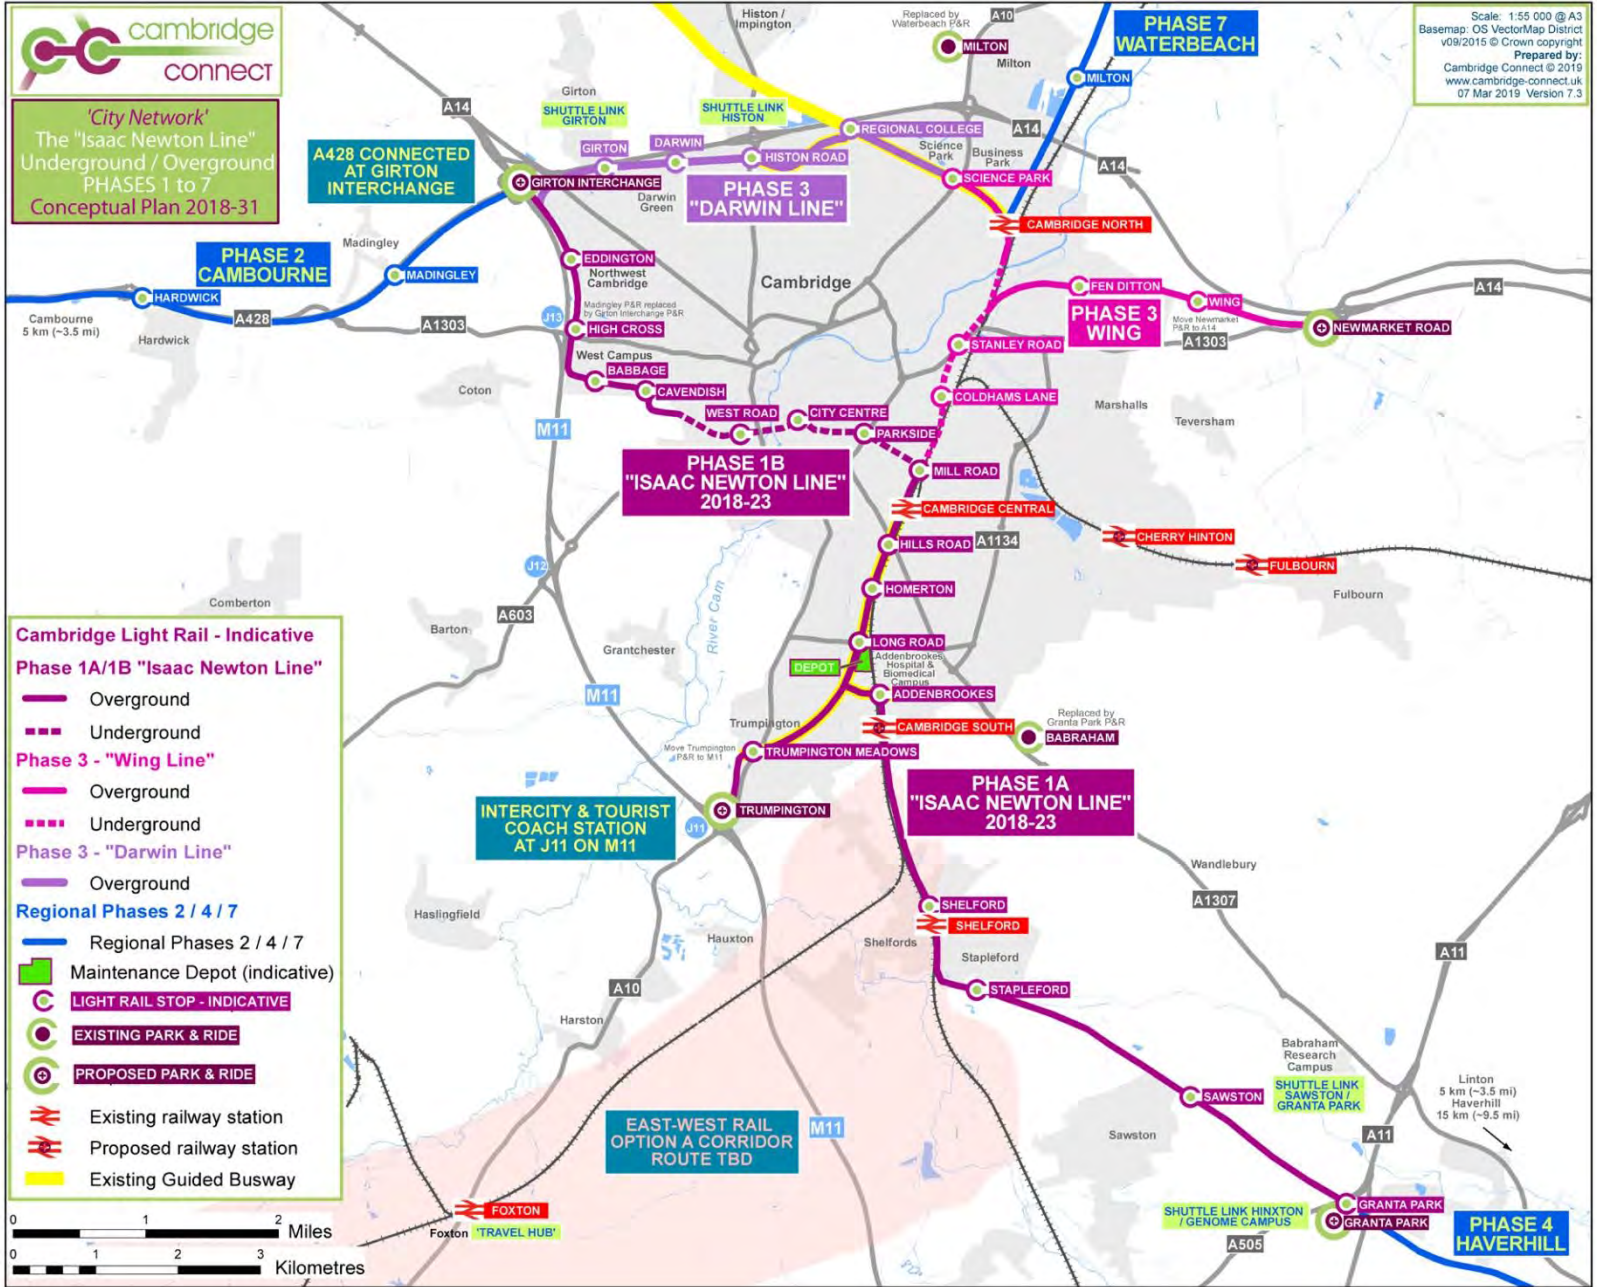 cambridge
connect
'City Network'
The "Isaac Newton Line"
Underground / Overground
PHASES 1 to 7
Conceptual Plan 2018-31
Histon /
Impington
Replaced by
Waterbeach P&R
A10
MILTON
Milton
PHASE 7
WATERBEACH
Scale: 1:55 000 @ A3
Basemap: OS VectorMap District
v09/2015 © Crown copyright
Prepared by:
Cambridge Connect © 2019
www.cambridge-connect.uk
07 Mar 2019 Version 7.3
MILTON
A14
Girton
SHUTTLE LINK
GIRTON
SHUTTLE LINK
HISTON
REGIONAL COLLEGE
A14
A428 CONNECTED
AT GIRTON
INTERCHANGE
GIRTON
DARWIN
HISTON ROAD
Science
Park
Business
Park
A14
SCIENCE PARK
GIRTON INTERCHANGE
Darwin
Green
PHASE 3
"DARWIN LINE"
CAMBRIDGE NORTH
Madingley
PHASE 2
CAMBOURNE
MADINGLEY
EDDINGTON
Northwest
Cambridge
Cambridge
FEN DITTON
A14
HARDWICK
Madingley P&R replaced
by Girton Interchange P&R
WING
PHASE 3
WING
Cambourne
5 km (~3.5 mi)
A428
A1303
J13
HIGH CROSS
Move Newmarket
P&R to A14
NEWMARKET ROAD
Hardwick
STANLEY ROAD
A1303
West Campus
BABBAGE
Coton
CAVENDISH
COLDHAMS LANE
Marshalls
Teversham
M11
WEST ROAD
CITY CENTRE
PARKSIDE
PHASE 1B
"ISAAC NEWTON LINE"
2018-23
MILL ROAD
CAMBRIDGE CENTRAL
HILLS ROAD
A1134
CHERRY HINTON
J12
FULBOURN
HOMERTON
Fulbourn
Comberton
River Cam
A603
Barton
Grantchester
LONG ROAD
Addenbrookes
Hospital &
Biomedical
Campus
DEPOT
M11
ADDENBROOKES
Trumpington
CAMBRIDGE SOUTH
Replaced by
Granta Park P&R
BABRAHAM
Move Trumpington
P&R to M11
TRUMPINGTON MEADOWS
PHASE 1A
"ISAAC NEWTON LINE"
2018-23
INTERCITY & TOURIST
COACH STATION
AT J11 ON M11
TRUMPINGTON
J11
Wandlebury
A1307
Haslingfield
SHELFORD
SHELFORD
Hauxton
Shelfords
Stapleford
A11
STAPLEFORD
A10
Harston
Babraham
Research
Campus
SHUTTLE LINK
SAWSTON /
GRANTA PARK
Linton
5 km (~3.5 mi)
Haverhill
15 km (~9.5 mi)
SAWSTON
EAST-WEST RAIL
OPTION A CORRIDOR
ROUTE TBD
M11
Sawston
A11
FOXTON
Foxton
'TRAVEL HUB'
SHUTTLE LINK HINXTON
/ GENOME CAMPUS
GRANTA PARK
GRANTA PARK
A505
PHASE 4
HAVERHILL
Cambridge Light Rail - Indicative
Phase 1A/1B "Isaac Newton Line"
Overground
Underground
Phase 3 - "Wing Line"
Overground
Underground
Phase 3 - "Darwin Line"
Overground
Regional Phases 2 / 4 / 7
Regional Phases 2 / 4 / 7
Maintenance Depot (indicative)
LIGHT RAIL STOP - INDICATIVE
EXISTING PARK & RIDE
PROPOSED PARK & RIDE
Existing railway station
Proposed railway station
Existing Guided Busway
0 1 2 Miles
0 1 2 3 Kilometres